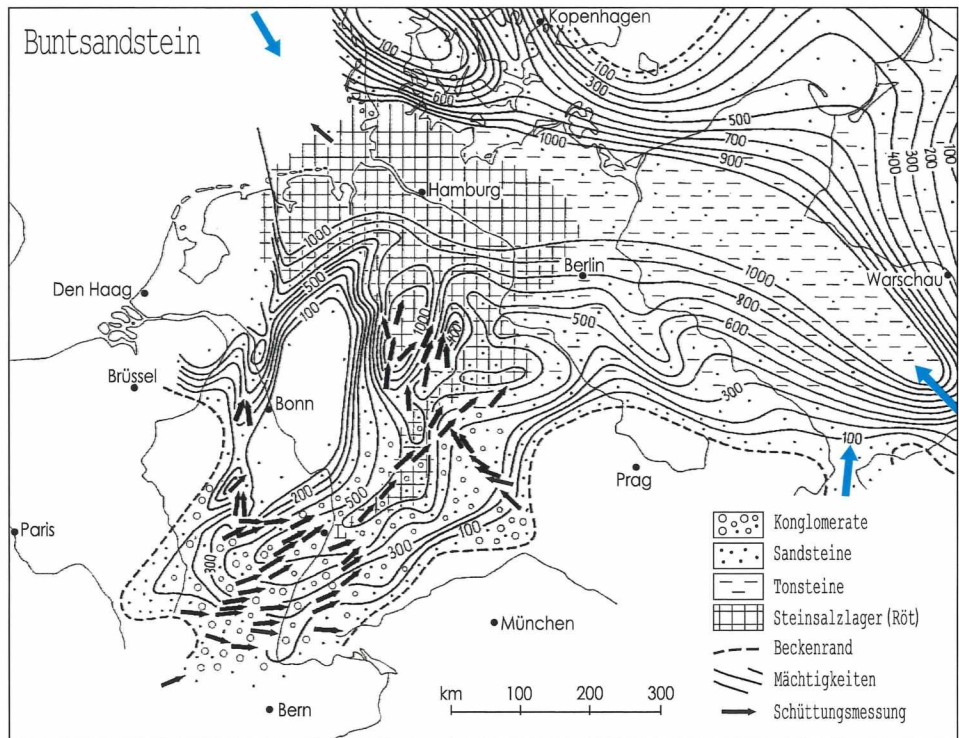 Buntsandstein
Kopenhagen
100
600
100
300
500
700
900
1000
400
300
200
100
Hamburg
1000
500
100
Den Haag
Berlin
Warschau
1000
800
600
500
300
1000
400
Brüssel
Bonn
100
Prag
200
500
Paris
L
300
300
100
München
Bern
km 100 200 300
Konglomerate
Sandsteine
Tonsteine
Steinsalzlager (Röt)
Beckenrand
Mächtigkeiten
Schüttungsmessung